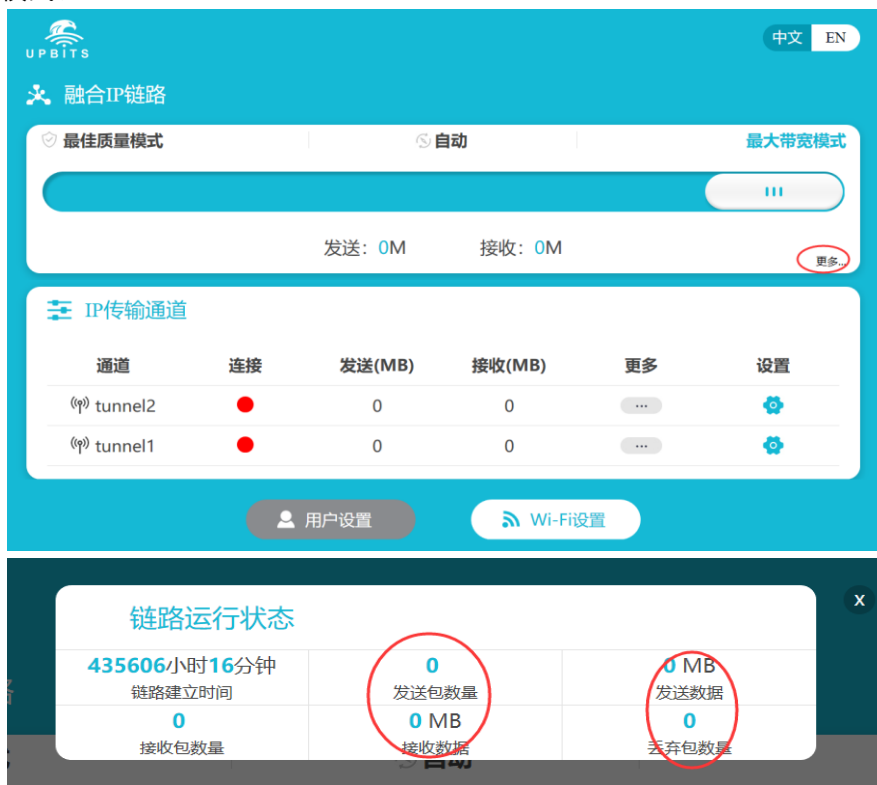 UPBITS
中文 EN
融合IP链路
最佳质量模式 自动 最大带宽模式
发送：0M 接收：0M
更多...
IP传输通道
通道 连接 发送(MB) 接收(MB) 更多 设置
tunnel2 0 0 ...
tunnel1 0 0 ...
用户设置 Wi-Fi设置
X
链路运行状态
435606小时16分钟 0 0 MB
链路建立时间 发送包数量 发送数据
0 0 MB 0
接收包数量 接收数据 丢弃包数量
自动